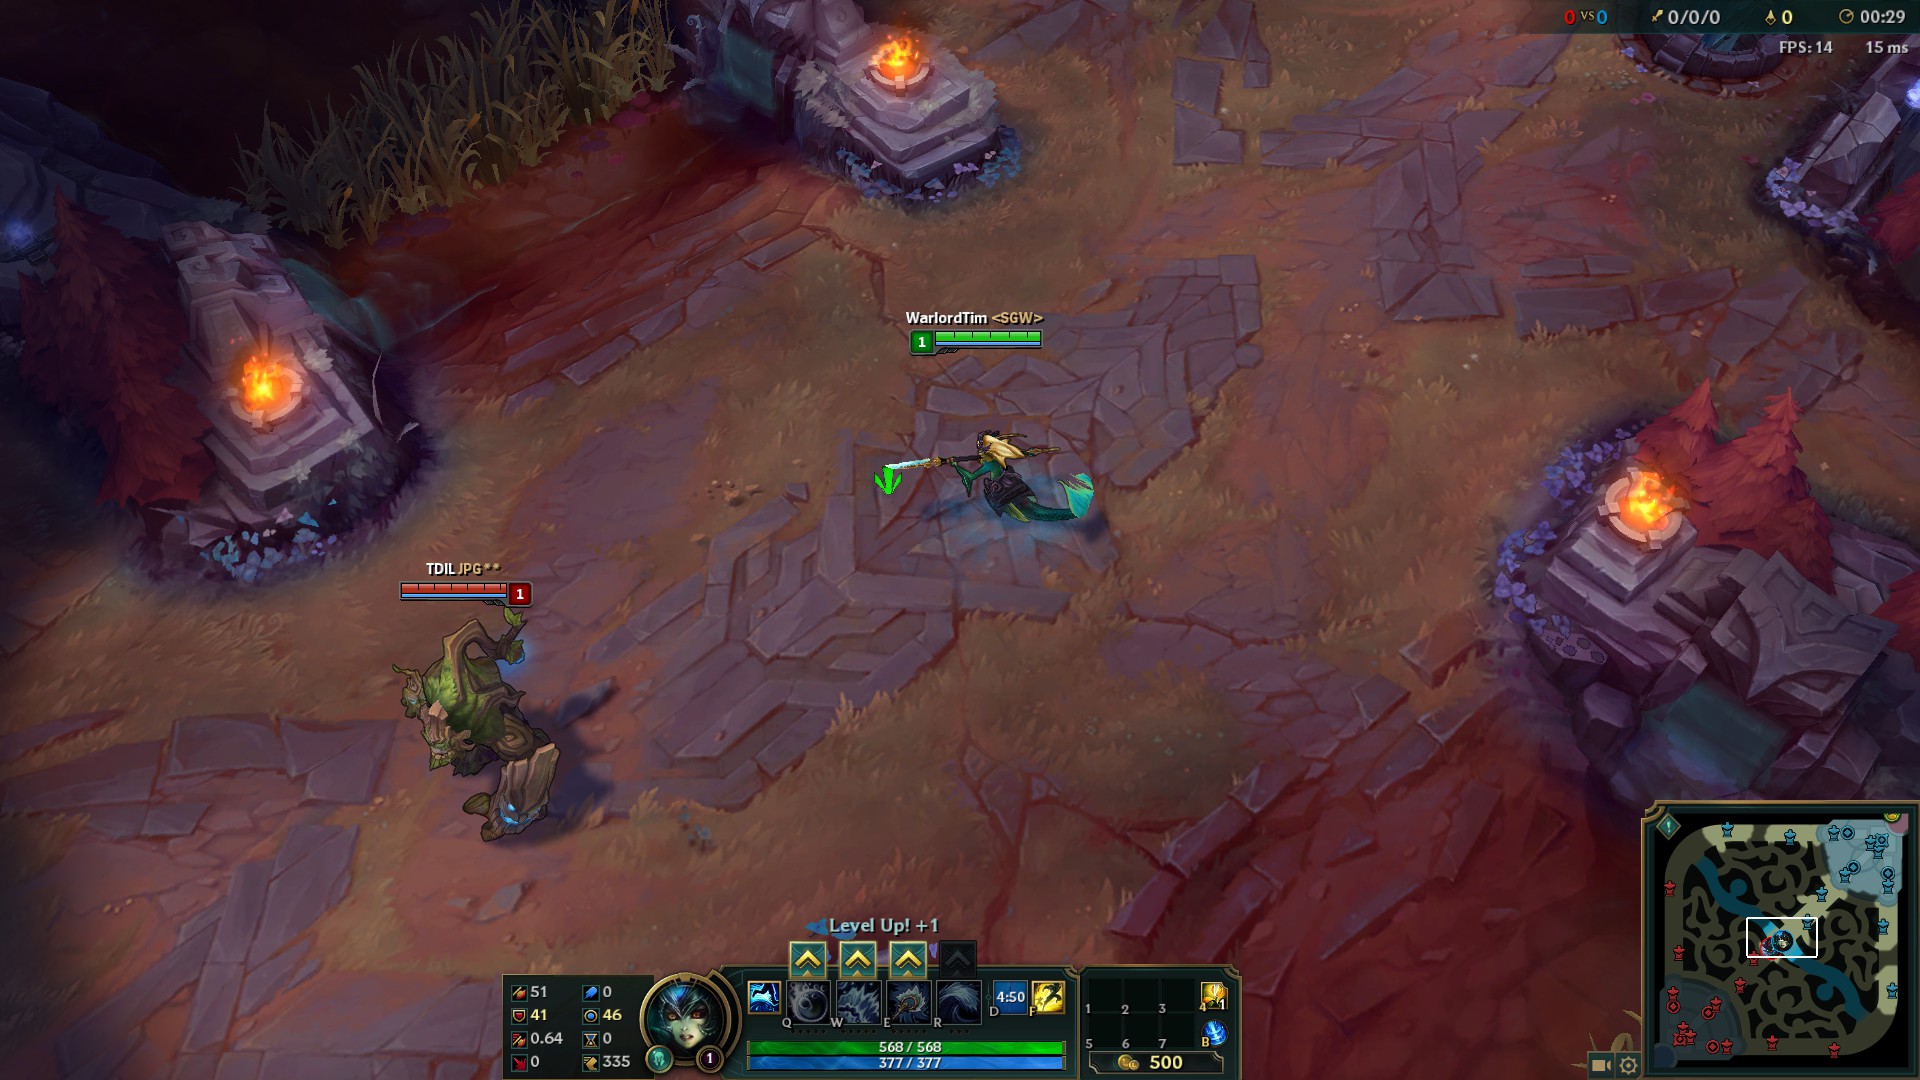 0 VS 0 0/0/0 0 00:29
FPS: 14 15 ms
WarlordTim <SGW>
1
TDIL JPG**
1
Level Up! +1
51 0
41 46
0.64 0
0 335
1
Q W E R
4:50
D F
568 / 568
377 / 377
1 2 3 4 1
5 6 7 B
500